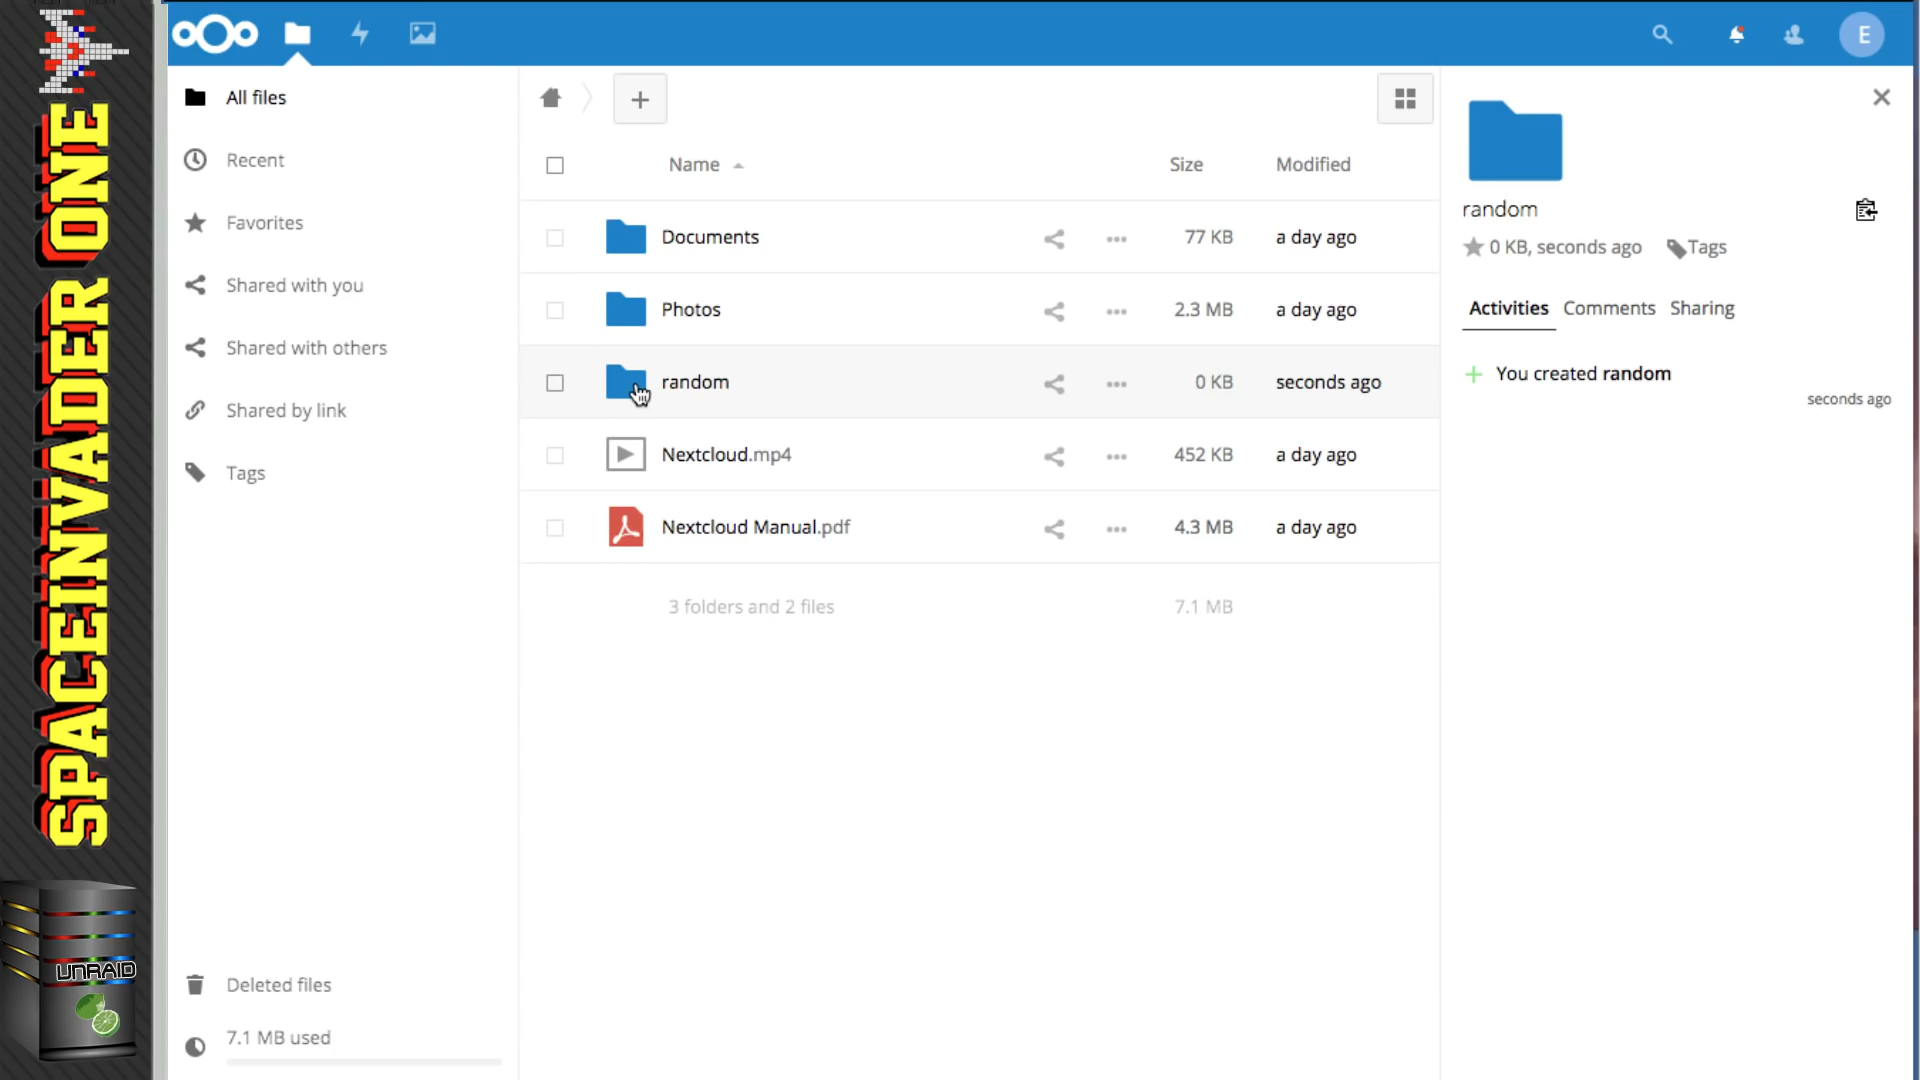 SPACEINVADER ONE
UNRAID
E
All files
Recent
Favorites
Shared with you
Shared with others
Shared by link
Tags
Deleted files
7.1 MB used
Name Size Modified
Documents 77 KB a day ago
Photos 2.3 MB a day ago
random 0 KB seconds ago
Nextcloud.mp4 452 KB a day ago
Nextcloud Manual.pdf 4.3 MB a day ago
3 folders and 2 files 7.1 MB
random
0 KB, seconds ago Tags
Activities Comments Sharing
You created random
seconds ago